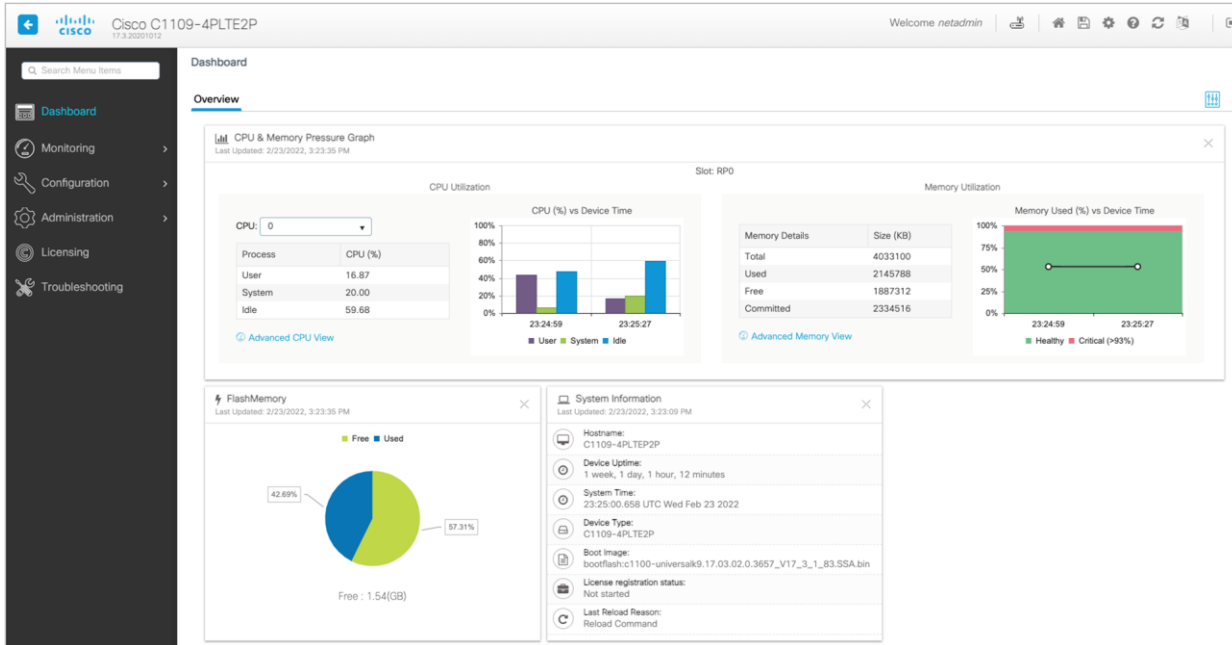 cisco
Cisco C1109-4PLTE2P
17.3.20201012
Welcome netadmin
Search Menu Items
Dashboard
Monitoring
Configuration
Administration
Licensing
Troubleshooting
Dashboard
Overview
CPU & Memory Pressure Graph
Last Updated: 2/23/2022, 3:23:35 PM
Slot: RP0
CPU Utilization
CPU: 0
Process CPU (%)
User 16.87
System 20.00
Idle 59.68
Advanced CPU View
CPU (%) vs Device Time
100%
80%
60%
40%
20%
0%
23:24:59 23:25:27
User System Idle
Memory Utilization
Memory Details Size (KB)
Total 4033100
Used 2145788
Free 1887312
Committed 2334516
Advanced Memory View
Memory Used (%) vs Device Time
100%
75%
50%
25%
0%
23:24:59 23:25:27
Healthy Critical (>93%)
FlashMemory
Last Updated: 2/23/2022, 3:23:35 PM
Free Used
42.69%
57.31%
Free : 1.54(GB)
System Information
Last Updated: 2/23/2022, 3:23:09 PM
Hostname:
C1109-4PLTEP2P
Device Uptime:
1 week, 1 day, 1 hour, 12 minutes
System Time:
23:25:00.658 UTC Wed Feb 23 2022
Device Type:
C1109-4PLTE2P
Boot Image:
bootflash:c1100-universalk9.17.03.02.0.3657_V17_3_1_83.SSA.bin
License registration status:
Not started
Last Reload Reason:
Reload Command